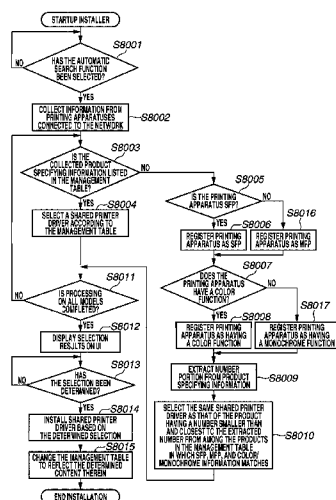 STARTUP INSTALLER
S8001
HAS THE AUTOMATIC
SEARCH FUNCTION
BEEN SELECTED?
NO
YES
COLLECT INFORMATION FROM
PRINTING APPARATUSES
CONNECTED TO THE NETWORK
S8002
S8003
IS THE
COLLECTED PRODUCT
SPECIFYING INFORMATION LISTED
IN THE MANAGEMENT
TABLE?
NO
YES
S8004
SELECT A SHARED PRINTER
DRIVER ACCORDING TO
THE MANAGEMENT TABLE
S8005
IS THE PRINTING
APPARATUS SFP?
NO
YES
S8006
S8016
REGISTER PRINTING
APPARATUS AS SFP
REGISTER PRINTING
APPARATUS AS MFP
S8007
DOES THE
PRINTING APPARATUS
HAVE A COLOR
FUNCTION?
NO
YES
S8008
S8017
REGISTER PRINTING
APPARATUS AS HAVING
A COLOR FUNCTION
REGISTER PRINTING
APPARATUS AS HAVING
A MONOCHROME FUNCTION
EXTRACT NUMBER
PORTION FROM PRODUCT
SPECIFYING INFORMATION
S8009
SELECT THE SAME SHARED PRINTER
DRIVER AS THAT OF THE PRODUCT
HAVING A NUMBER SMALLER THAN
AND CLOSEST TO THE EXTRACTED
NUMBER FROM AMONG THE PRODUCTS
IN THE MANAGEMENT TABLE
IN WHICH SFP, MFP, AND COLOR/
MONOCHROME INFORMATION MATCHES
S8010
S8011
IS PROCESSING
ON ALL MODELS
COMPLETED?
NO
YES
S8012
DISPLAY SELECTION
RESULTS ON UI
S8013
HAS
THE SELECTION BEEN
DETERMINED?
NO
YES
S8014
INSTALL SHARED PRINTER
DRIVER BASED ON
THE DETERMINED SELECTION
S8015
CHANGE THE MANAGEMENT TABLE
TO REFLECT THE DETERMINED
CONTENT THEREIN
END INSTALLATION